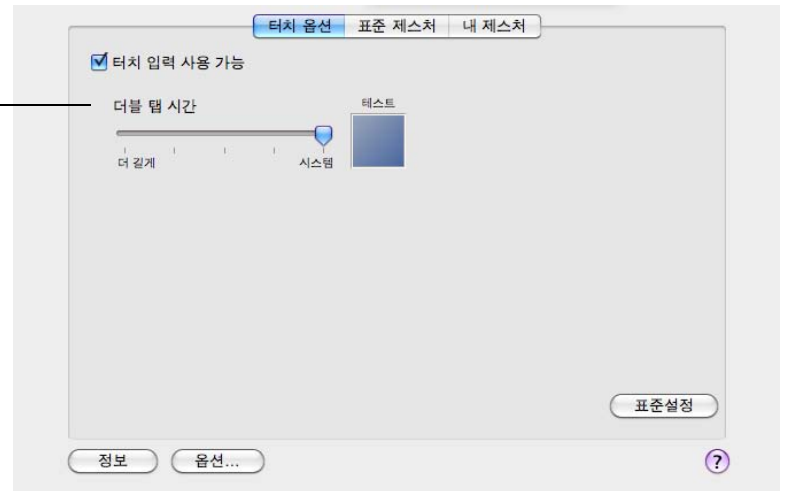 터치 옵션 표준 제스처 내 제스처
터치 입력 사용 가능
더블 탭 시간 테스트
더 길게 시스템
표준설정
정보 옵션... ?